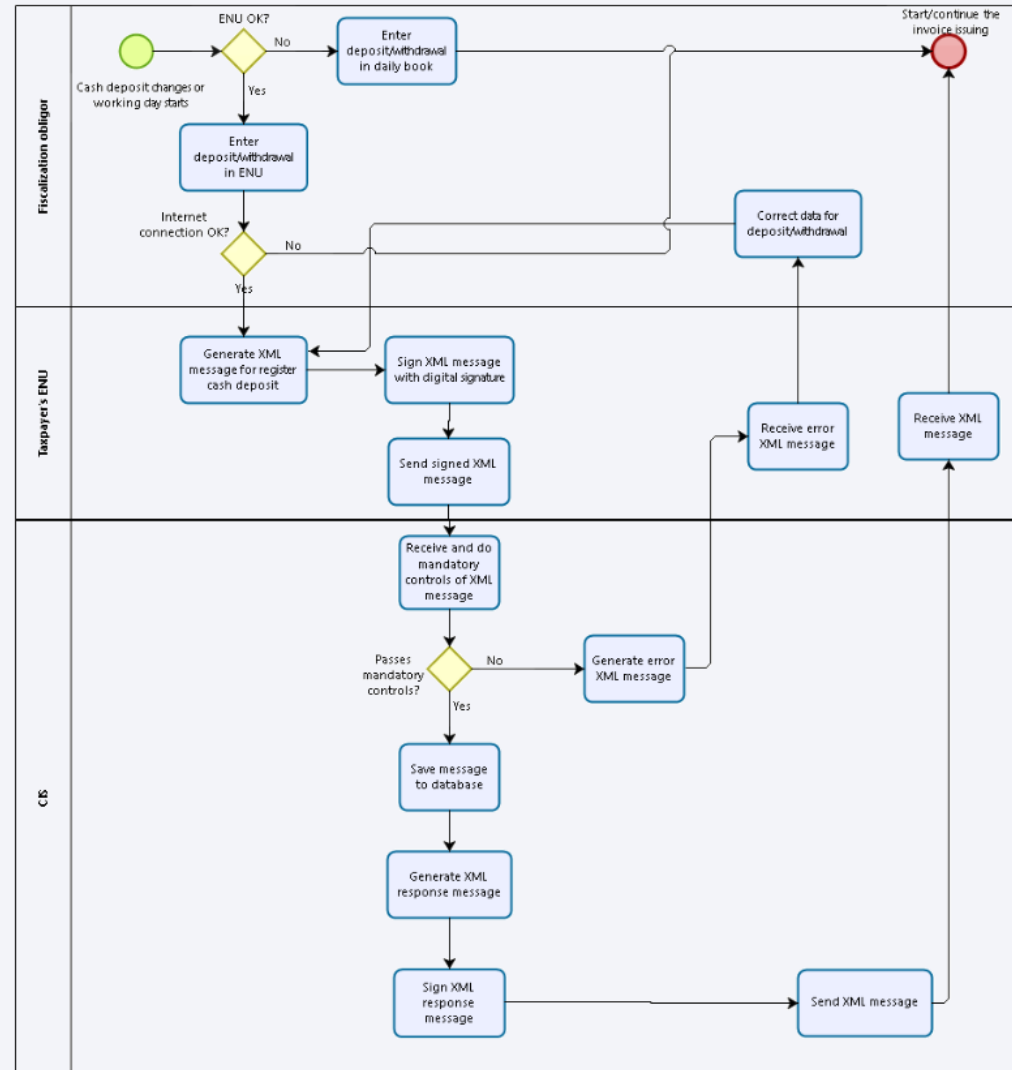 Fiscalization obligor
ENU OK?
Start/continue the
invoice issuing
No
Enter
deposit/withdrawal
in daily book
Cash deposit changes or
working day starts
Yes
Enter
deposit/withdrawal
in ENU
Internet
connection OK?
No
Correct data for
deposit/withdrawal
Yes
Taxpayer's ENU
Generate XML
message for register
cash deposit
Sign XML message
with digital signature
Receive error
XML message
Receive XML
message
Send signed XML
message
CIS
Receive and do
mandatory
controls of XML
message
Passes
mandatory
controls?
No
Generate error
XML message
Yes
Save message
to database
Generate XML
response message
Sign XML
response
message
Send XML message